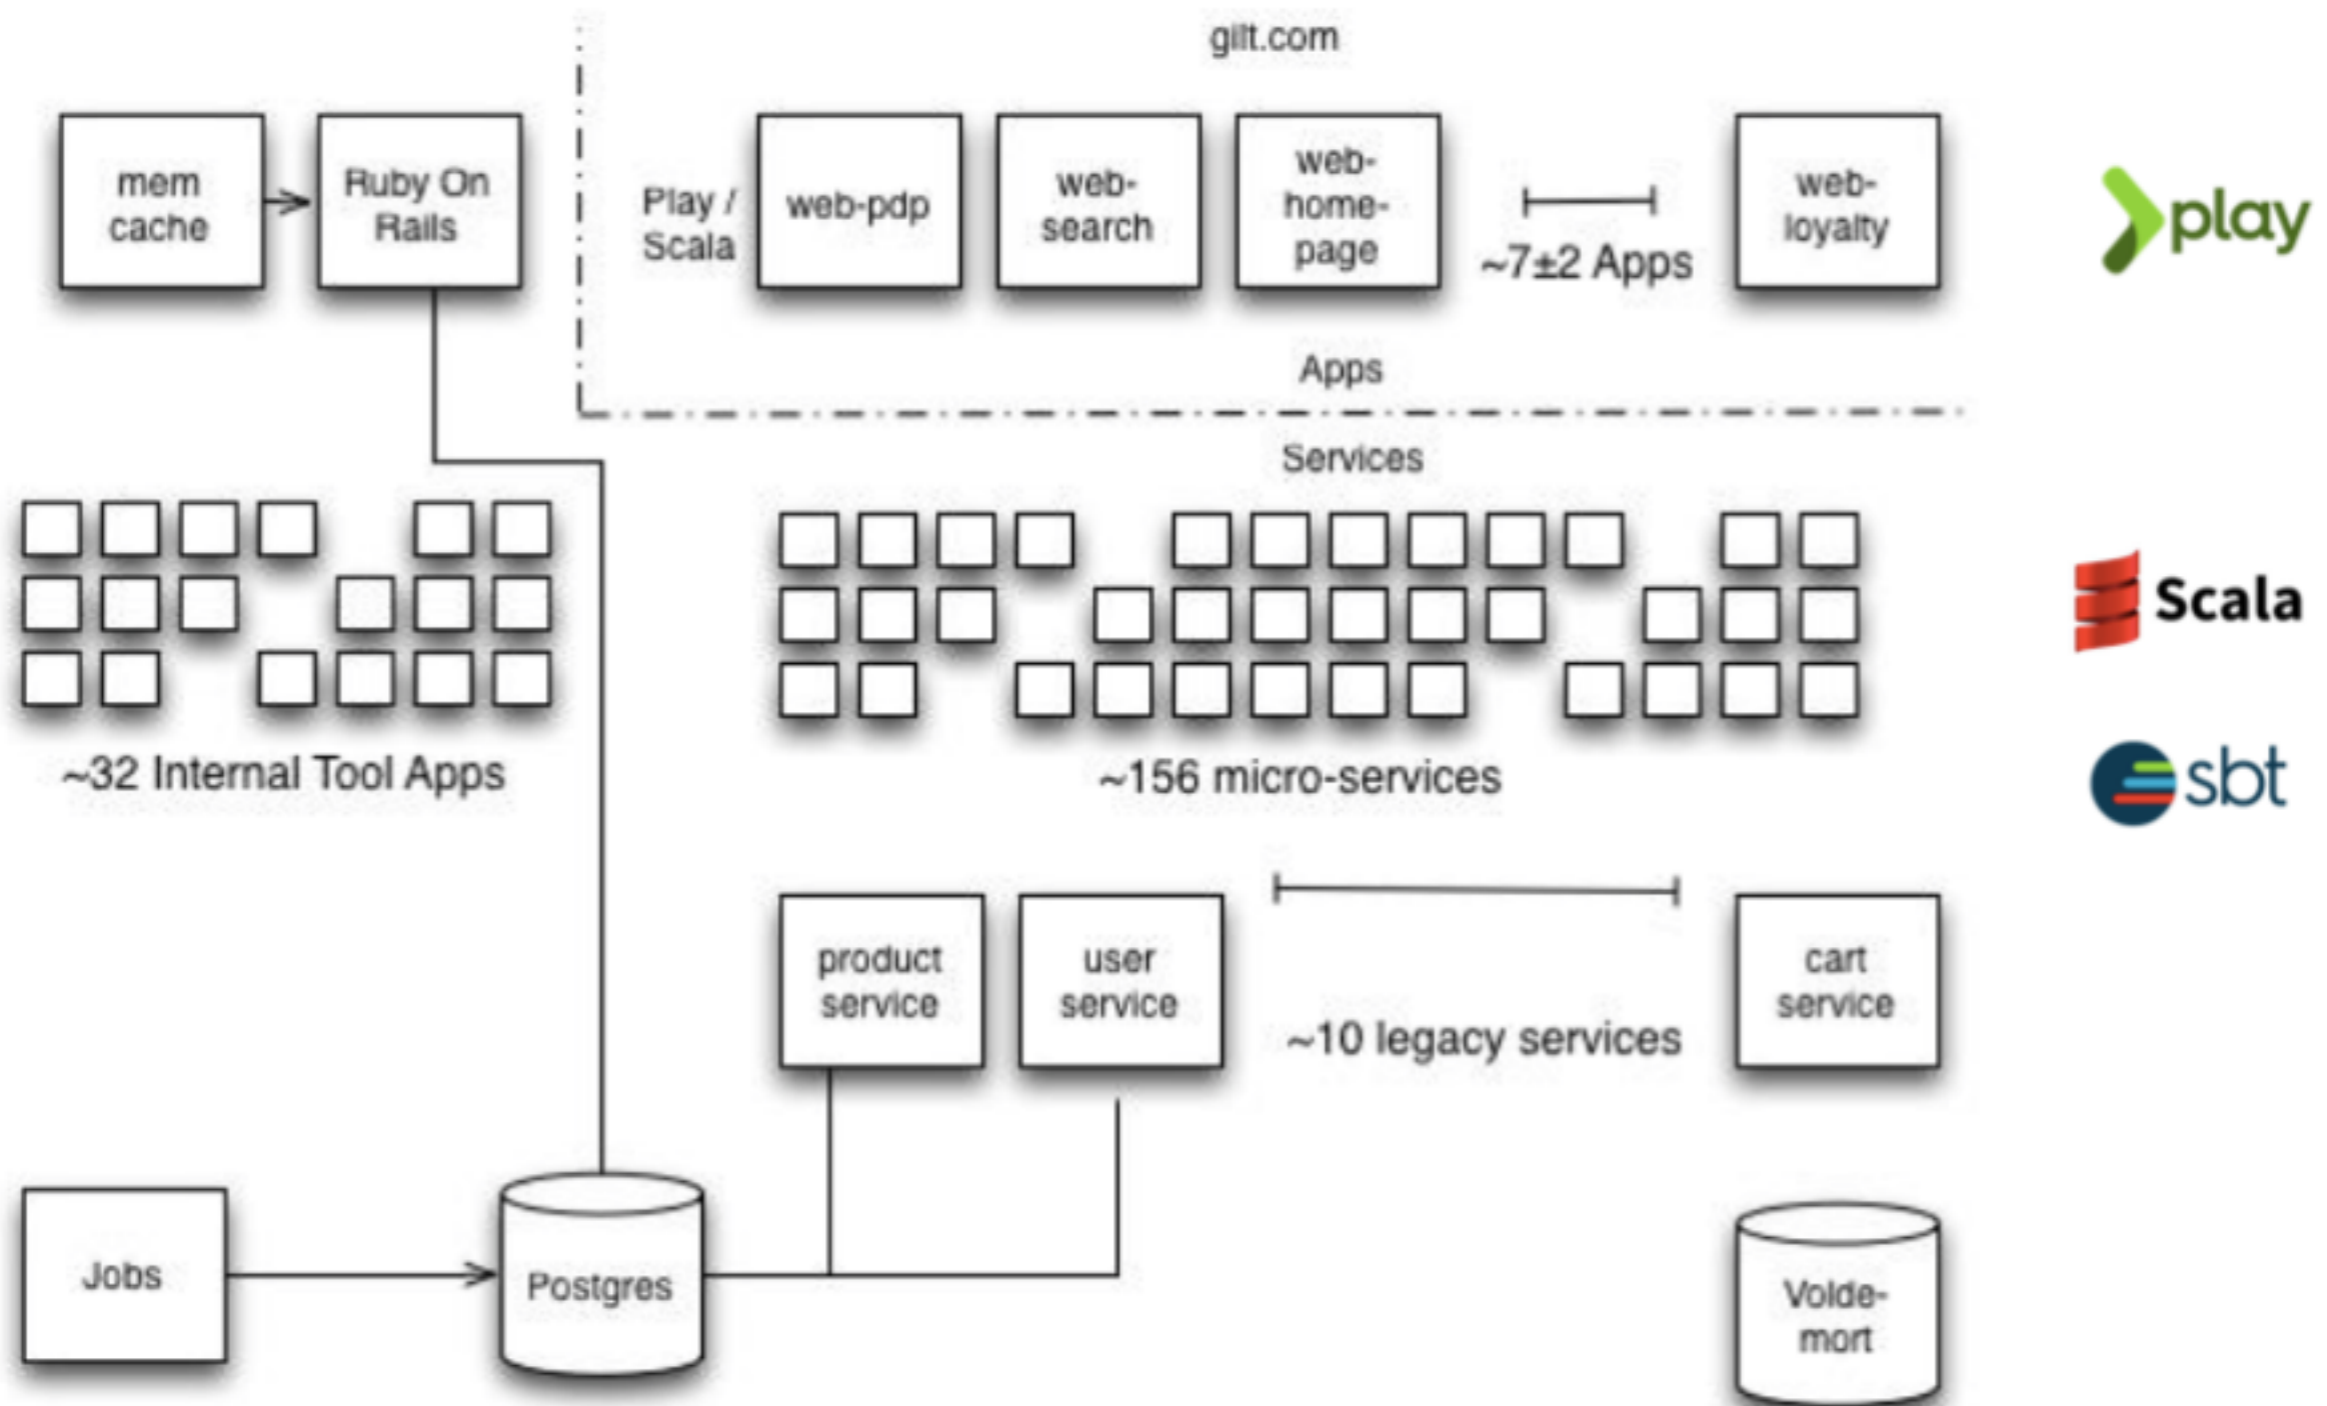 gilt.com
mem
cache
Ruby On
Rails
Play /
Scala
web-pdp
web-
search
web-
home-
page
~7±2 Apps
web-
loyalty
play
Apps
Services
~32 Internal Tool Apps
~156 micro-services
Scala
sbt
product
service
user
service
~10 legacy services
cart
service
Jobs
Postgres
Volde-
mort